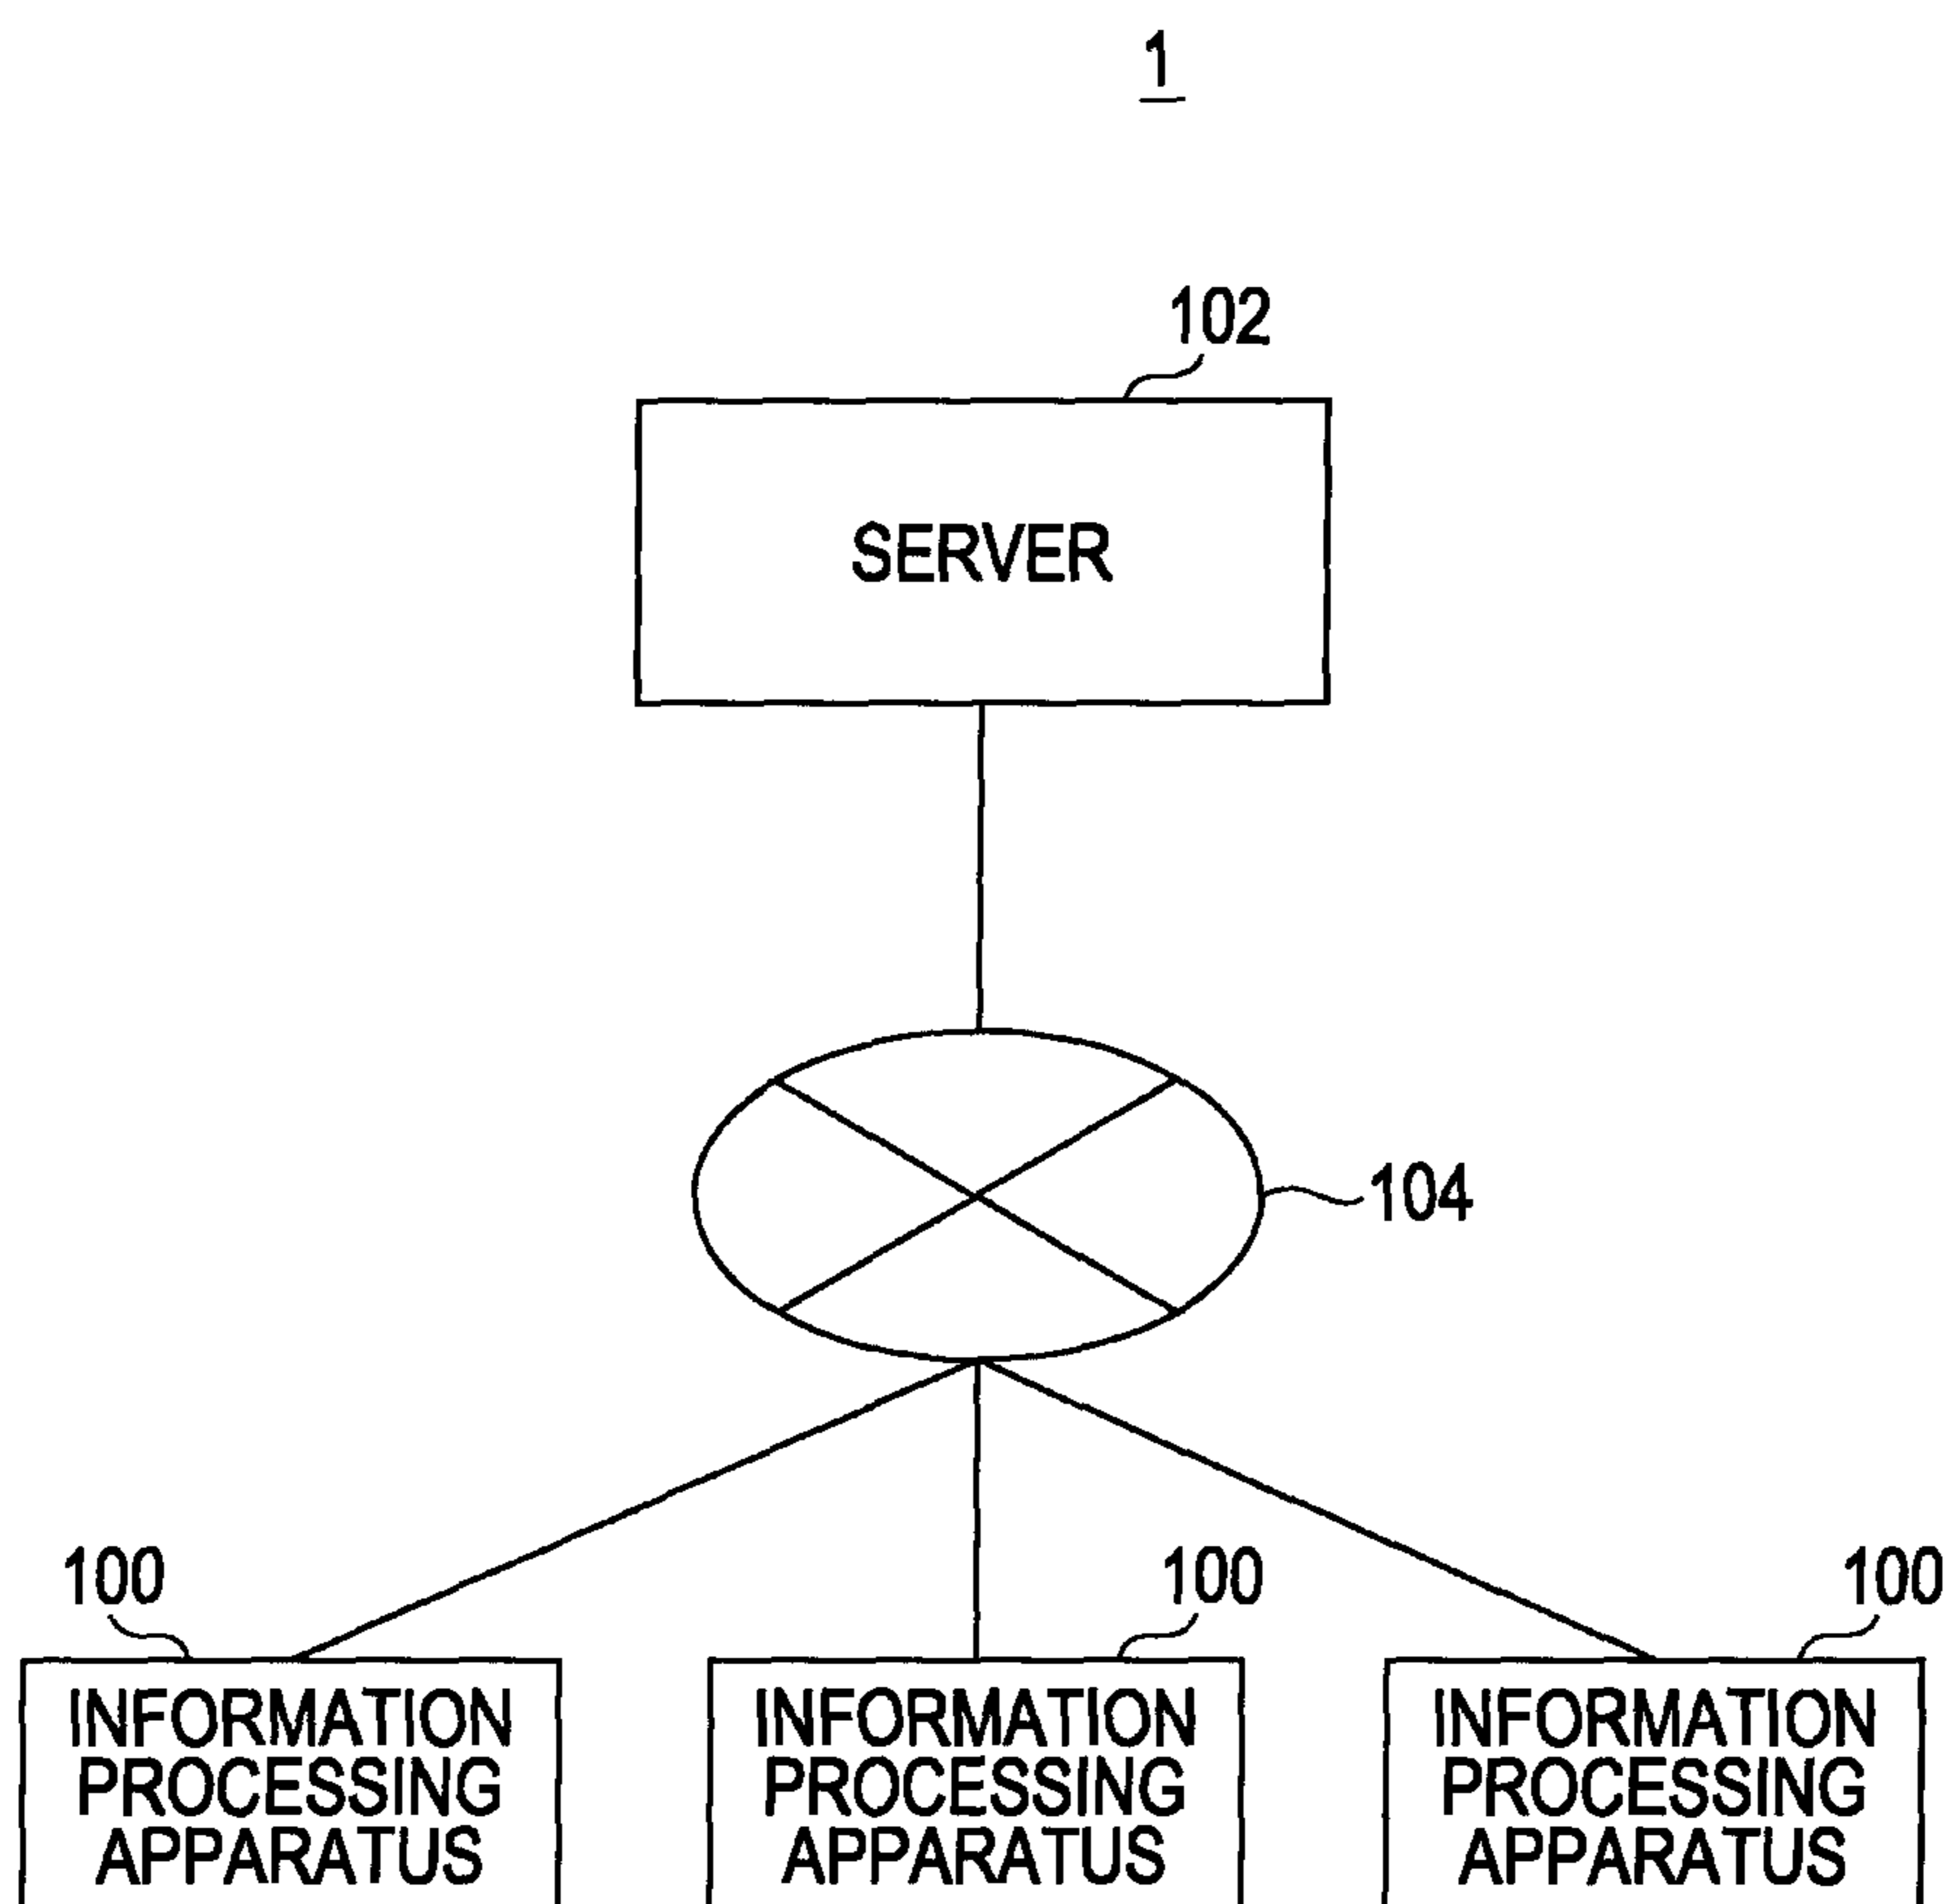 1
102
SERVER
104
100 100 100
INFORMATION INFORMATION INFORMATION
PROCESSING PROCESSING PROCESSING
APPARATUS APPARATUS APPARATUS